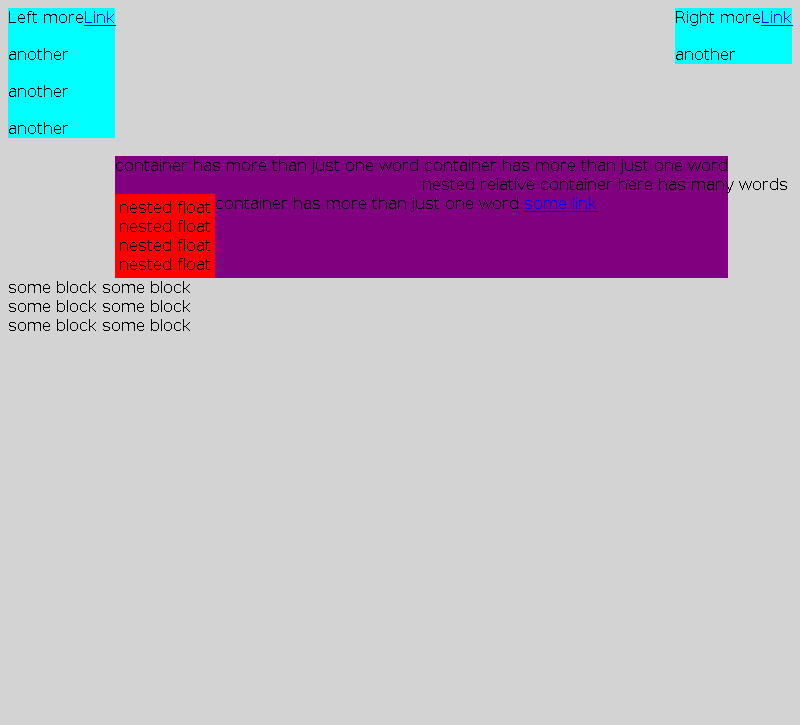 Left moreLink
another
another
another
Right moreLink
another
container has more than just one word container has more than just one word
nested relative container here has many words
container has more than just one word some link
nested float
nested float
nested float
nested float
some block some block
some block some block
some block some block